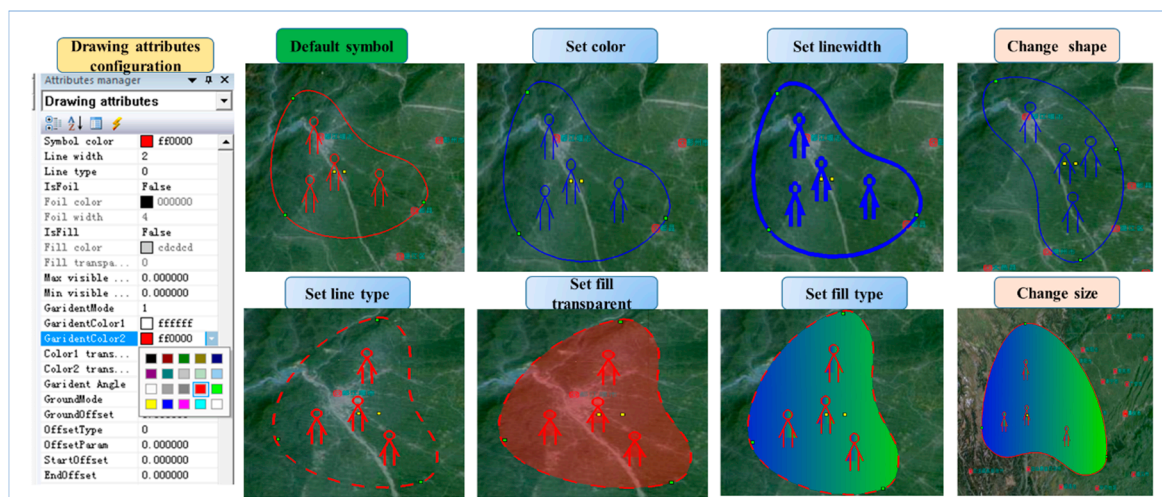 Drawing attributes
configuration
Default symbol
Set color
Set linewidth
Change shape
Attributes manager
Drawing attributes
Symbol color ff0000
Line width 2
Line type 0
IsFoil False
Foil color 000000
Foil width 4
IsFill False
Fill color cdcdcd
Fill transpa... 0
Max visible ... 0.000000
Min visible ... 0.000000
GaridentMode 1
GaridentColor1 ffffff
GaridentColor2 ff0000
Color1 trans...
Color2 trans...
Garident Angle
GroundMode
GroundOffset
OffsetType 0
OffsetParam 0.000000
StartOffset 0.000000
EndOffset 0.000000
Set line type
Set fill
transparent
Set fill type
Change size